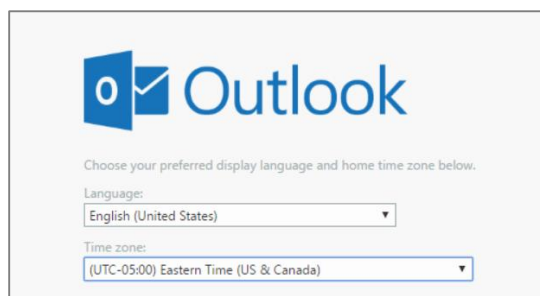 Outlook
Choose your preferred display language and home time zone below.
Language:
English (United States)
Time zone:
(UTC-05:00) Eastern Time (US & Canada)